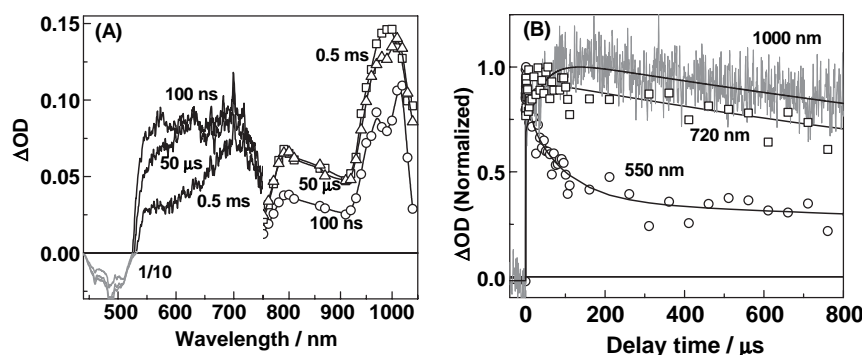 (A)
0.15
0.10
0.05
0.00
ΔOD
100 ns
50 μs
0.5 ms
1/10
0.5 ms
50 μs
100 ns
500 600 700 800 900 1000
Wavelength / nm
(B)
1000 nm
720 nm
550 nm
1.0
0.5
0.0
ΔOD (Normalized)
0 200 400 600 800
Delay time / μs